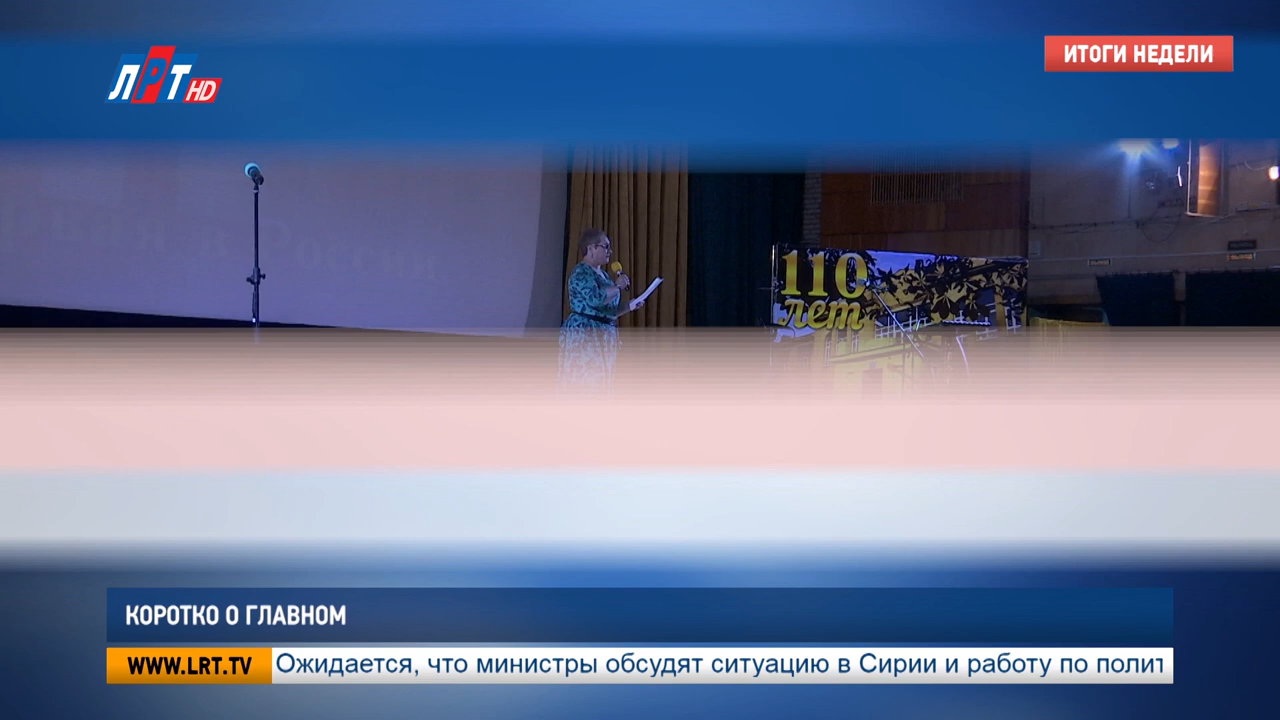 ЛРТ HD
ИТОГИ НЕДЕЛИ
110
лет
КОРОТКО О ГЛАВНОМ
WWW.LRT.TV
Ожидается, что министры обсудят ситуацию в Сирии и работу по полит